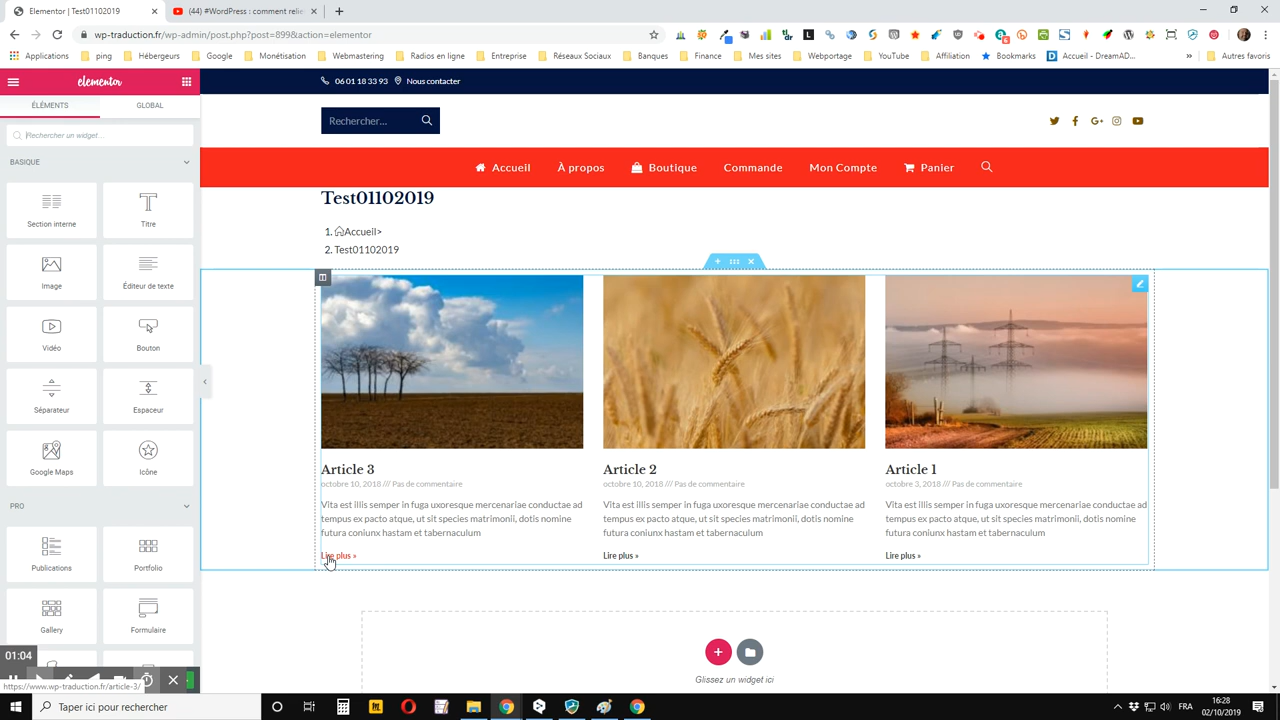 Elementor | Test01102019
(44) #WordPress : comment relie
wp-traduction.fr/wp-admin/post.php?post=899&action=elementor
Applications
ping
Hébergeurs
Google
Monétisation
Webmastering
Radios en ligne
Entreprise
Réseaux Sociaux
Banques
Finance
Mes sites
Webportage
YouTube
Affiliation
Bookmarks
Accueil – DreamAD...
»
Autres favoris
elementor
ÉLÉMENTS
GLOBAL
Rechercher un widget...
BASIQUE
Section interne
Titre
Image
Éditeur de texte
Vidéo
Bouton
Séparateur
Espaceur
Google Maps
Icône
PRO
Publications
Portfolio
Gallery
Formulaire
01:04
https://www.wp-traduction.fr/article-3/
06 01 18 33 93
Nous contacter
Rechercher...
Accueil
À propos
Boutique
Commande
Mon Compte
Panier
Test01102019
1. Accueil>
2. Test01102019
Article 3
octobre 10, 2018 /// Pas de commentaire
Vita est illis semper in fuga uxoresque mercenariae conductae ad
tempus ex pacto atque, ut sit species matrimonii, dotis nomine
futura coniunx hastam et tabernaculum
Lire plus »
Article 2
octobre 10, 2018 /// Pas de commentaire
Vita est illis semper in fuga uxoresque mercenariae conductae ad
tempus ex pacto atque, ut sit species matrimonii, dotis nomine
futura coniunx hastam et tabernaculum
Lire plus »
Article 1
octobre 3, 2018 /// Pas de commentaire
Vita est illis semper in fuga uxoresque mercenariae conductae ad
tempus ex pacto atque, ut sit species matrimonii, dotis nomine
futura coniunx hastam et tabernaculum
Lire plus »
Glissez un widget ici
Taper ici pour rechercher
FRA
16:28
02/10/2019